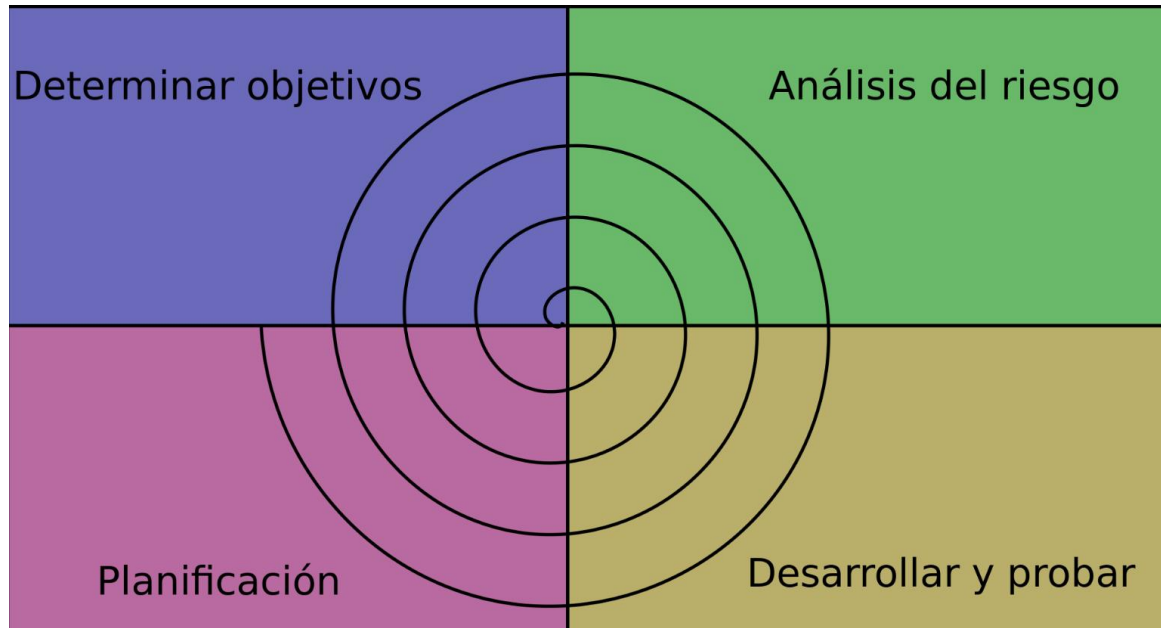 Determinar objetivos
Análisis del riesgo
Planificación
Desarrollar y probar